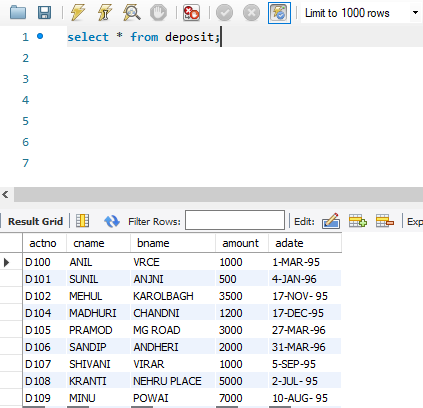 Limit to 1000 rows
1 select * from deposit;
2
3
4
5
6
7
Result Grid Filter Rows: Edit: Exp
actno cname bname amount adate
D100 ANIL VRCE 1000 1-MAR-95
D101 SUNIL ANJNI 500 4-JAN-96
D102 MEHUL KAROLBAGH 3500 17-NOV- 95
D104 MADHURI CHANDNI 1200 17-DEC-95
D105 PRAMOD MG ROAD 3000 27-MAR-96
D106 SANDIP ANDHERI 2000 31-MAR-96
D107 SHIVANI VIRAR 1000 5-SEP-95
D108 KRANTI NEHRU PLACE 5000 2-JUL- 95
D109 MINU POWAI 7000 10-AUG- 95